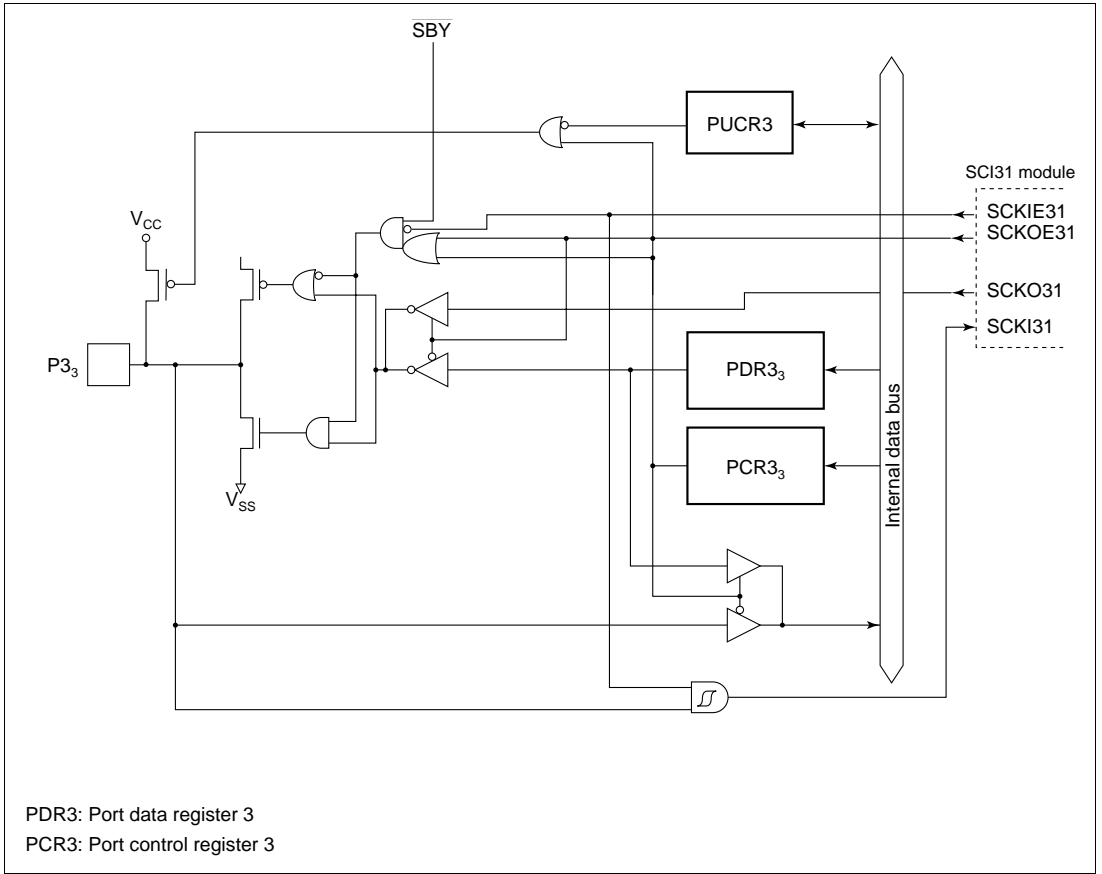 SBY
PUCR3
SCI31 module
SCKIE31
SCKOE31
SCKO31
SCKI31
VCC
P33
PDR33
PCR33
VSS
Internal data bus
PDR3: Port data register 3
PCR3: Port control register 3